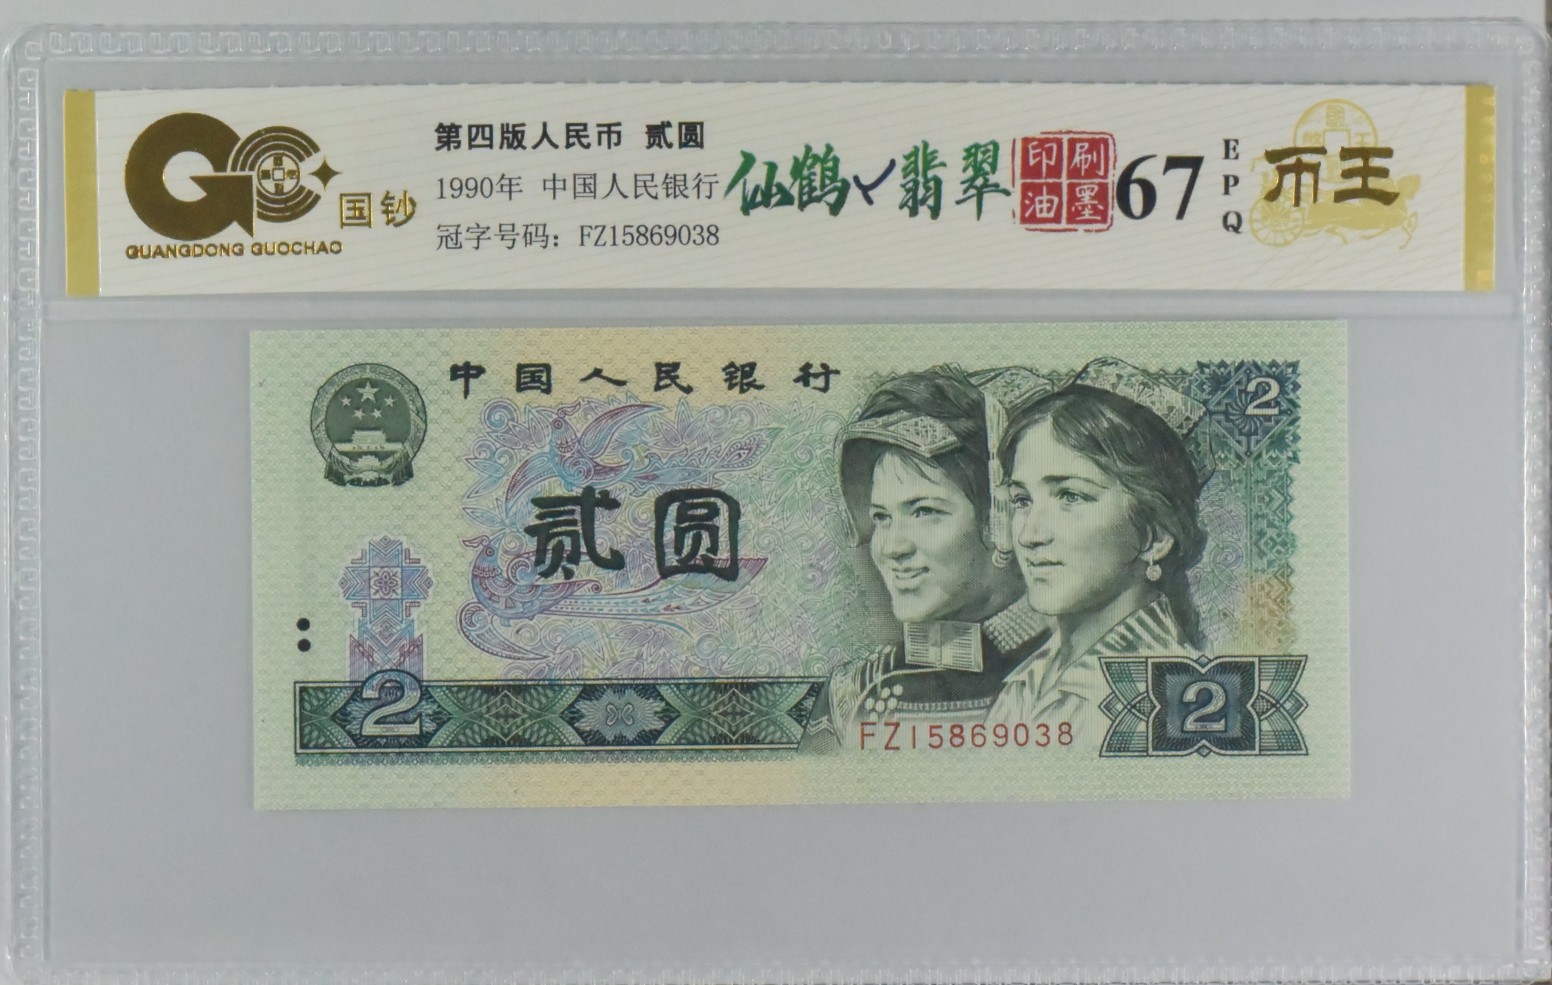 第四版人民币 贰圆
1990年 中国人民银行
冠字号码：FZ15869038
国钞
GUANGDONG GUOCHAO
仙鹤 翡翠
印刷
油墨
67
E
P
Q
币王
中国人民银行
2
贰圆
2
FZ15869038
2